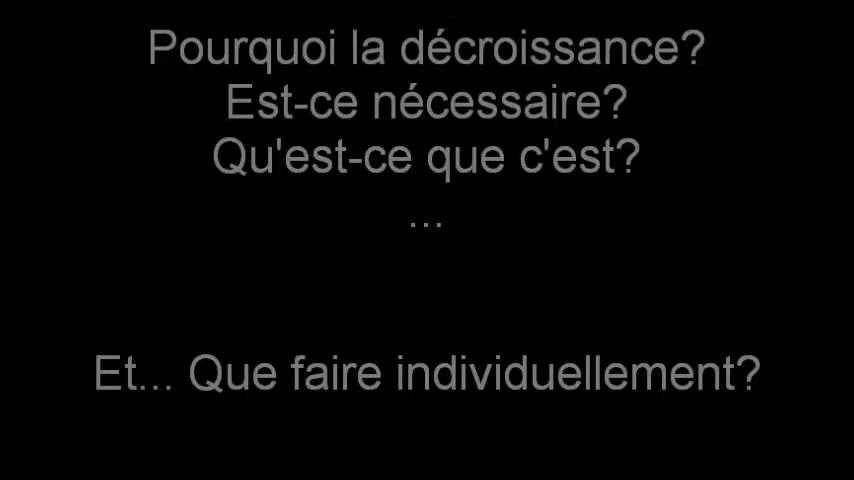 Pourquoi la décroissance?
Est-ce nécessaire?
Qu'est-ce que c'est?
...
Et... Que faire individuellement?